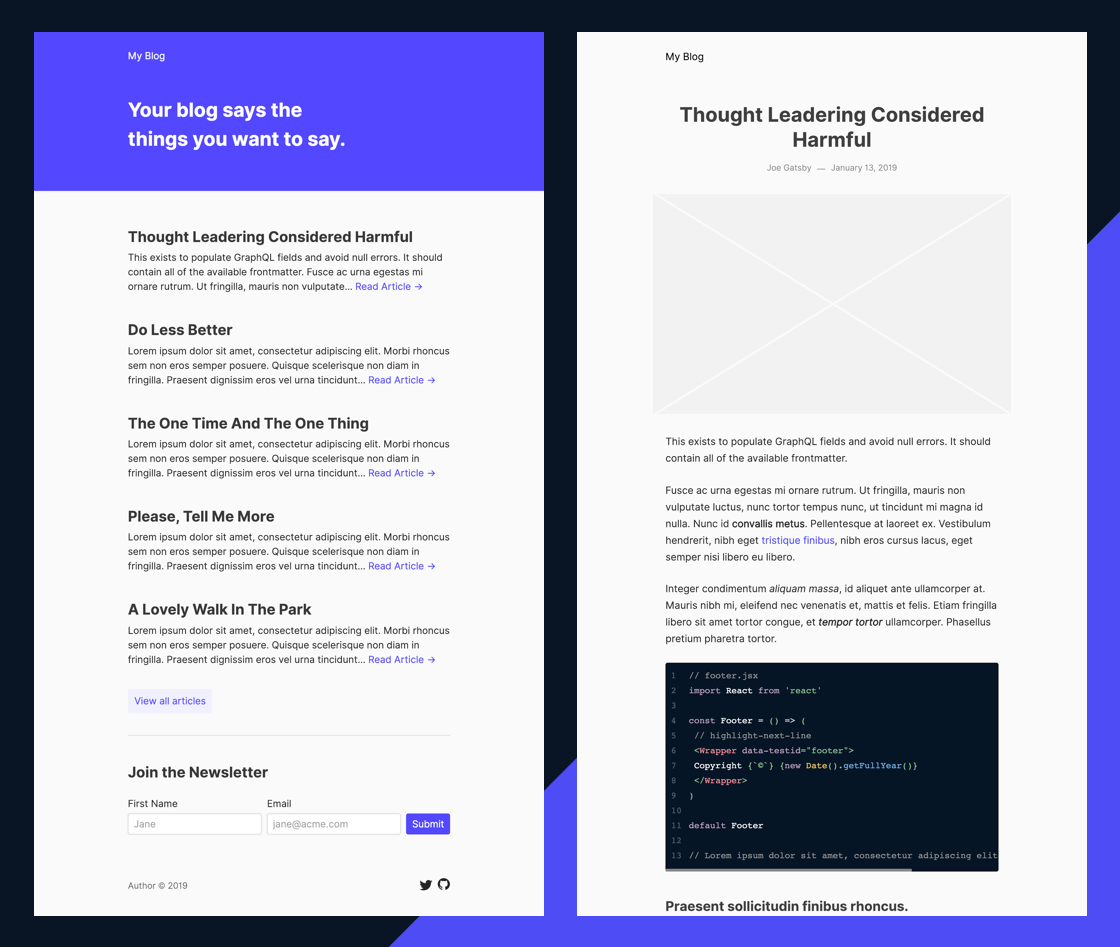 My Blog
Your blog says the
things you want to say.
Thought Leadering Considered Harmful
This exists to populate GraphQL fields and avoid null errors. It should
contain all of the available frontmatter. Fusce ac urna egestas mi
ornare rutrum. Ut fringilla, mauris non vulputate... Read Article →
Do Less Better
Lorem ipsum dolor sit amet, consectetur adipiscing elit. Morbi rhoncus
sem non eros semper posuere. Quisque scelerisque non diam in
fringilla. Praesent dignissim eros vel urna tincidunt... Read Article →
The One Time And The One Thing
Lorem ipsum dolor sit amet, consectetur adipiscing elit. Morbi rhoncus
sem non eros semper posuere. Quisque scelerisque non diam in
fringilla. Praesent dignissim eros vel urna tincidunt... Read Article →
Please, Tell Me More
Lorem ipsum dolor sit amet, consectetur adipiscing elit. Morbi rhoncus
sem non eros semper posuere. Quisque scelerisque non diam in
fringilla. Praesent dignissim eros vel urna tincidunt... Read Article →
A Lovely Walk In The Park
Lorem ipsum dolor sit amet, consectetur adipiscing elit. Morbi rhoncus
sem non eros semper posuere. Quisque scelerisque non diam in
fringilla. Praesent dignissim eros vel urna tincidunt... Read Article →
View all articles
Join the Newsletter
First Name Email
Jane jane@acme.com Submit
Author © 2019
My Blog
Thought Leadering Considered
Harmful
Joe Gatsby — January 13, 2019
This exists to populate GraphQL fields and avoid null errors. It should
contain all of the available frontmatter.
Fusce ac urna egestas mi ornare rutrum. Ut fringilla, mauris non
vulputate luctus, nunc tortor tempus nunc, ut tincidunt mi magna id
nulla. Nunc id convallis metus. Pellentesque at laoreet ex. Vestibulum
hendrerit, nibh eget tristique finibus, nibh eros cursus lacus, eget
semper nisi libero eu libero.
Integer condimentum aliquam massa, id aliquet ante ullamcorper at.
Mauris nibh mi, eleifend nec venenatis et, mattis et felis. Etiam fringilla
libero sit amet tortor congue, et tempor tortor ullamcorper. Phasellus
pretium pharetra tortor.
1 // footer.jsx
2 import React from 'react'
3
4 const Footer = () => (
5 // highlight-next-line
6 <Wrapper data-testid="footer">
7 Copyright {`©`} {new Date().getFullYear()}
8 </Wrapper>
9 )
10
11 default Footer
12
13 // Lorem ipsum dolor sit amet, consectetur adipiscing elit
Praesent sollicitudin finibus rhoncus.